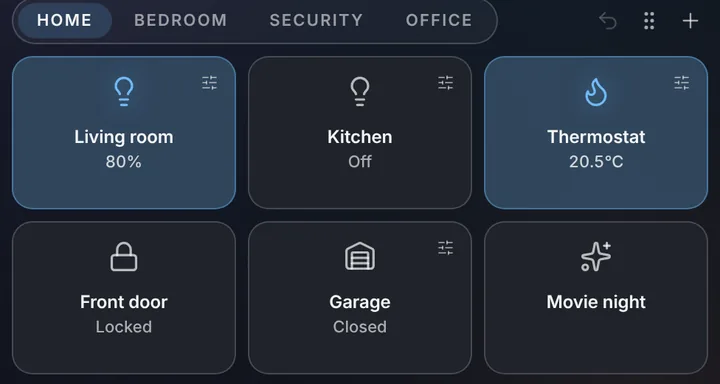 HOME BEDROOM SECURITY OFFICE
Living room
80%
Kitchen
Off
Thermostat
20.5°C
Front door
Locked
Garage
Closed
Movie night